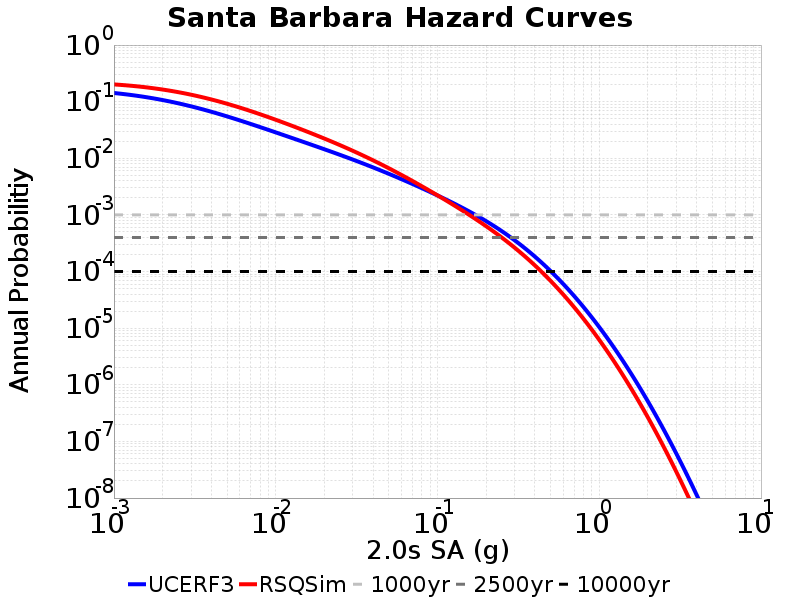 Santa Barbara Hazard Curves
10^0
10^-1
10^-2
10^-3
10^-4
10^-5
10^-6
10^-7
10^-8
Annual Probabilitiy
10^-3 10^-2 10^-1 10^0 10^1
2.0s SA (g)
UCERF3 RSQSim 1000yr 2500yr 10000yr